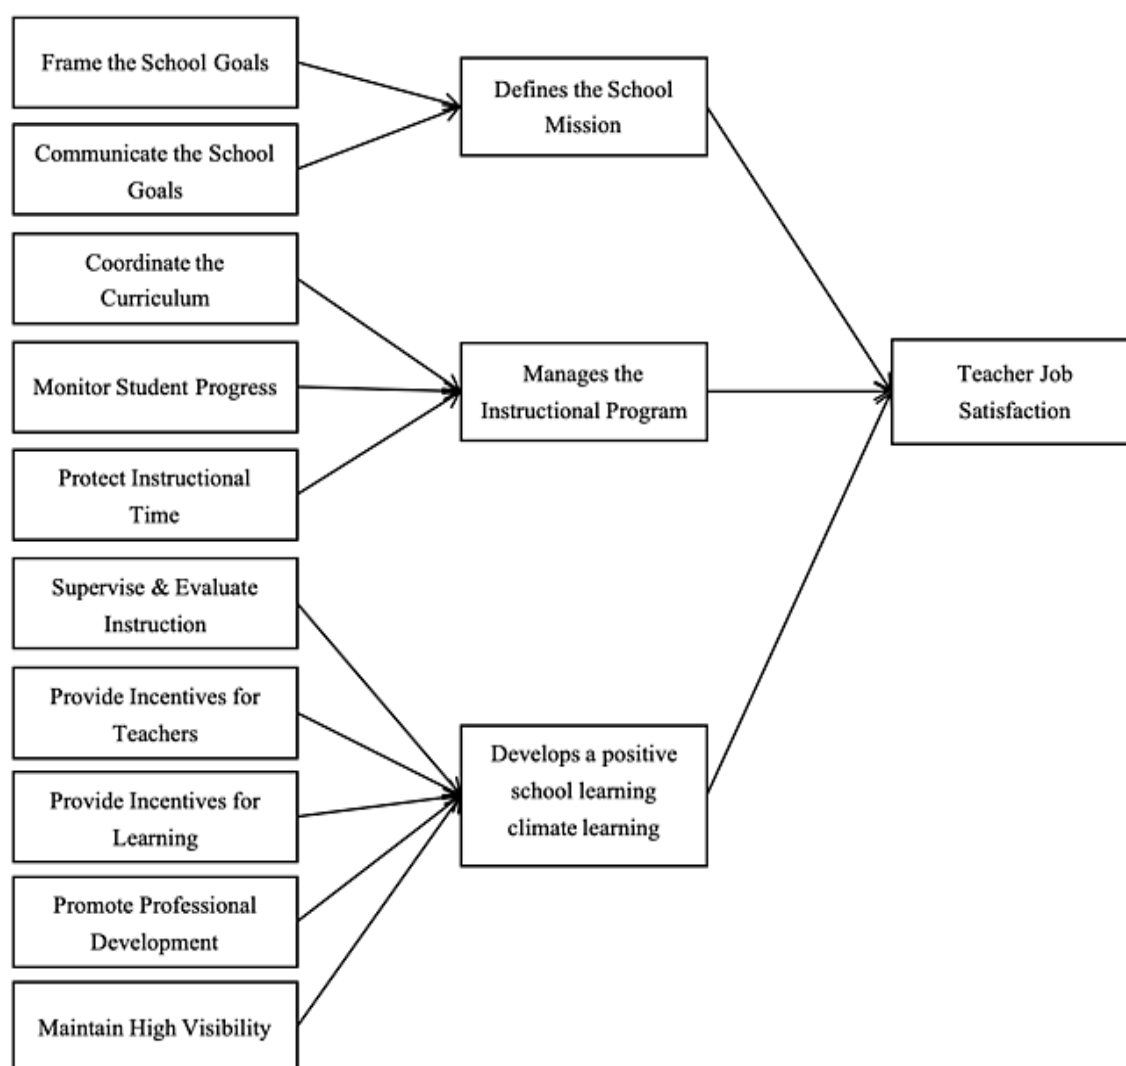 Frame the School Goals
Communicate the School
Goals
Coordinate the
Curriculum
Monitor Student Progress
Protect Instructional
Time
Supervise & Evaluate
Instruction
Provide Incentives for
Teachers
Provide Incentives for
Learning
Promote Professional
Development
Maintain High Visibility
Defines the School
Mission
Manages the
Instructional Program
Develops a positive
school learning
climate learning
Teacher Job
Satisfaction